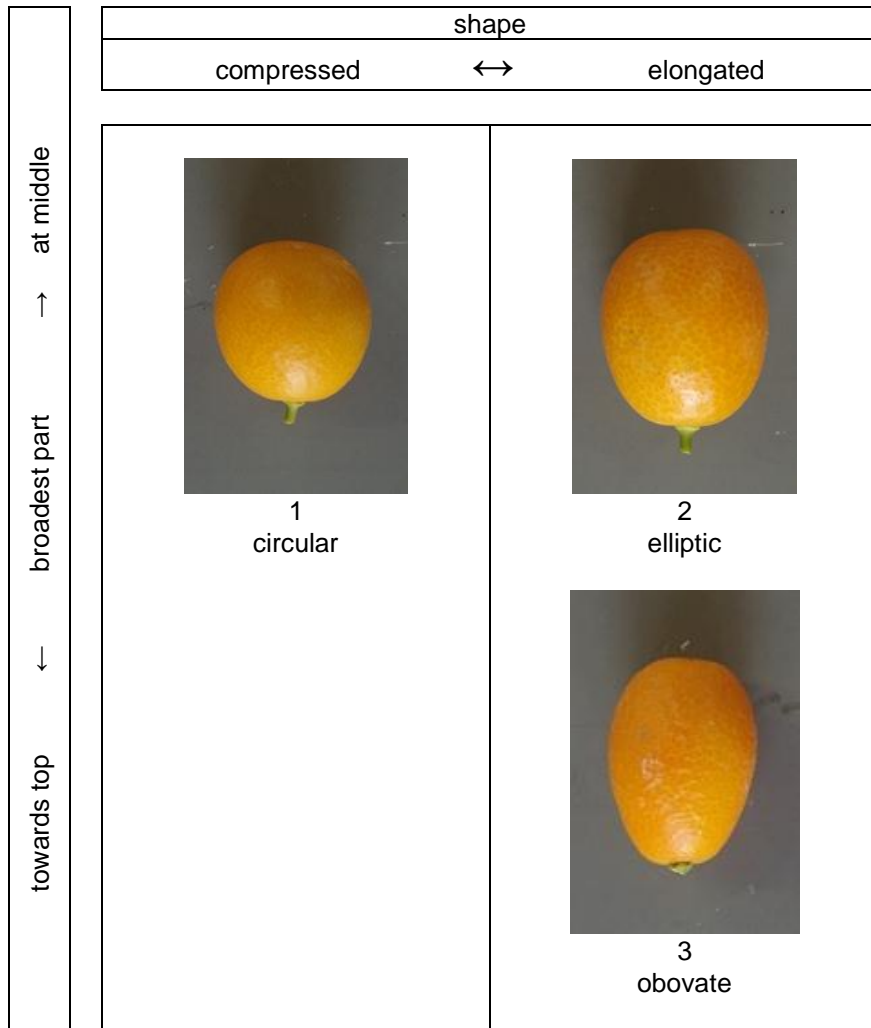 shape
compressed ↔ elongated
at middle
→
broadest part
←
towards top
1
circular
2
elliptic
3
obovate